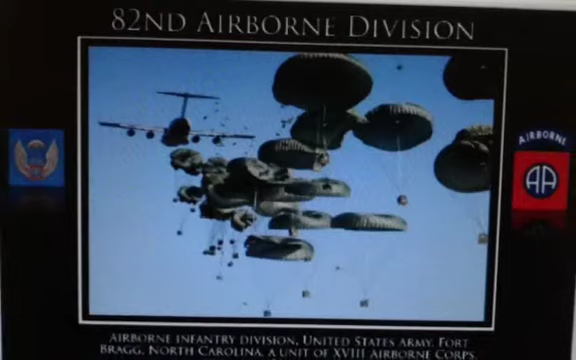 82ND AIRBORNE DIVISION
AIRBORNE
AA
AIRBORNE INFANTRY DIVISION, UNITED STATES ARMY, FORT
BRAGG, NORTH CAROLINA, A UNIT OF XVIII AIRBORNE CORPS.